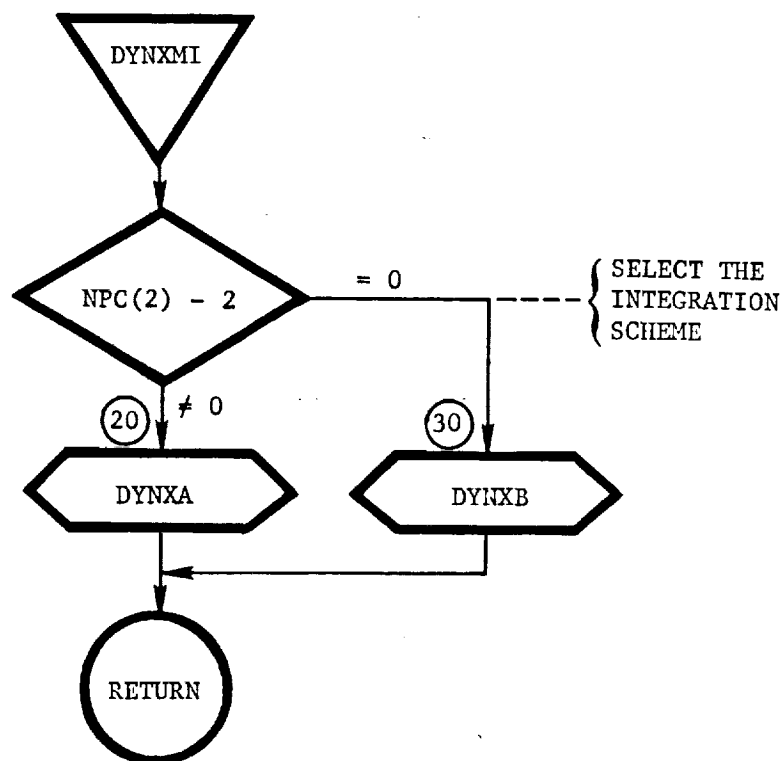 DYNXMI
NPC(2) - 2
= 0
SELECT THE
INTEGRATION
SCHEME
20
≠ 0
30
DYNXA
DYNXB
RETURN